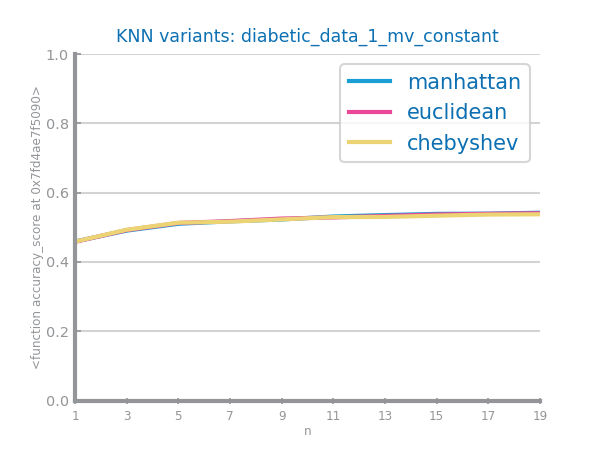 KNN variants: diabetic_data_1_mv_constant
<function accuracy_score at 0x7fd4ae7f5090>
1.0
0.8
0.6
0.4
0.2
0.0
manhattan
euclidean
chebyshev
1 3 5 7 9 11 13 15 17 19
n